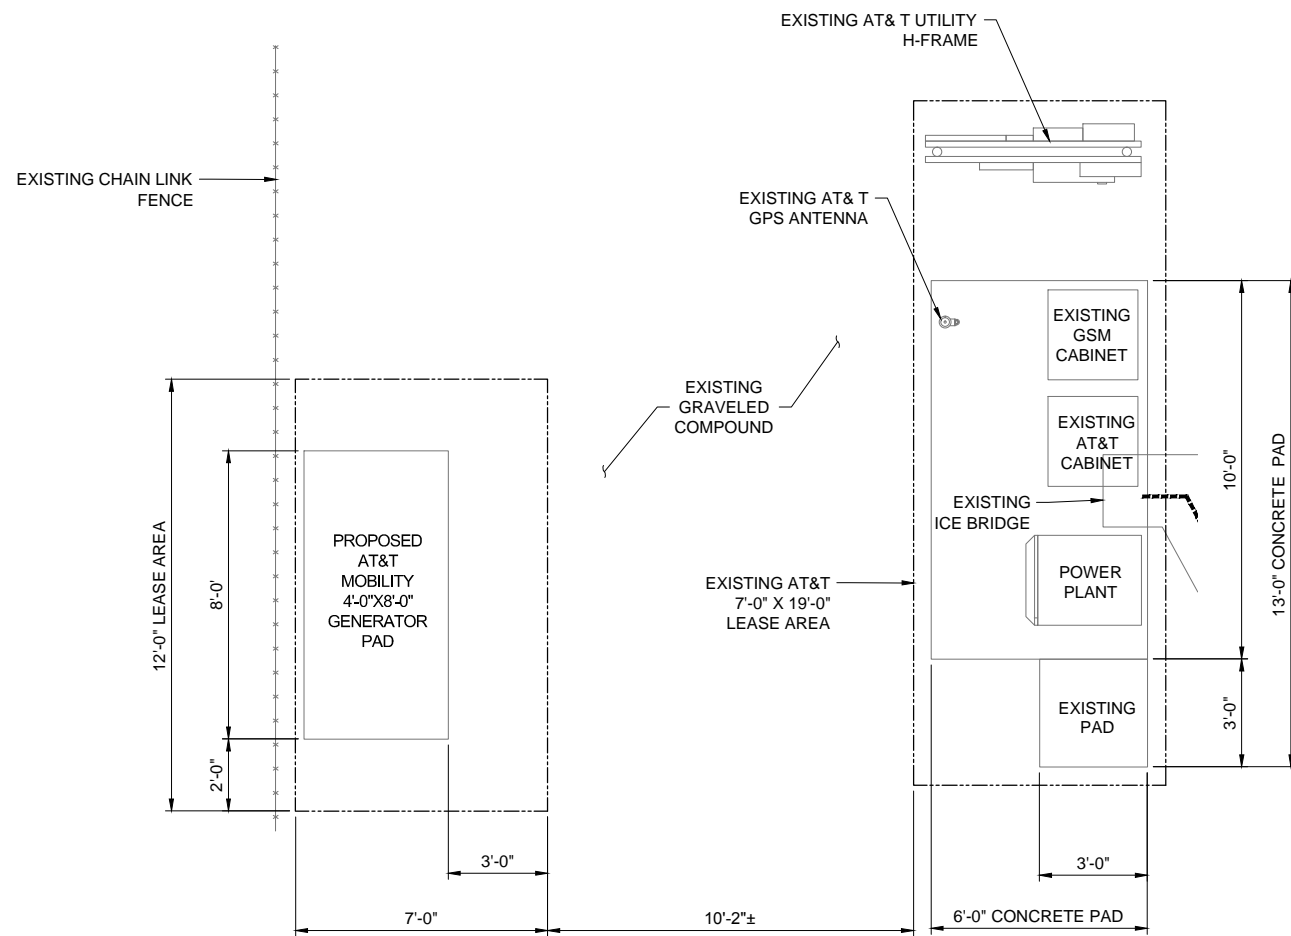 EXISTING AT& T UTILITY
H-FRAME
EXISTING CHAIN LINK
FENCE
EXISTING AT& T
GPS ANTENNA
EXISTING
GSM
CABINET
EXISTING
GRAVELED
COMPOUND
EXISTING
AT&T
CABINET
EXISTING
ICE BRIDGE
10'-0"
13'-0" CONCRETE PAD
12'-0" LEASE AREA
8'-0'
PROPOSED
AT&T
MOBILITY
4'-0"X8'-0"
GENERATOR
PAD
EXISTING AT&T
7'-0" X 19'-0"
LEASE AREA
POWER
PLANT
EXISTING
PAD
3'-0"
2'-0"
3'-0"
3'-0"
7'-0"
10'-2"±
6'-0" CONCRETE PAD